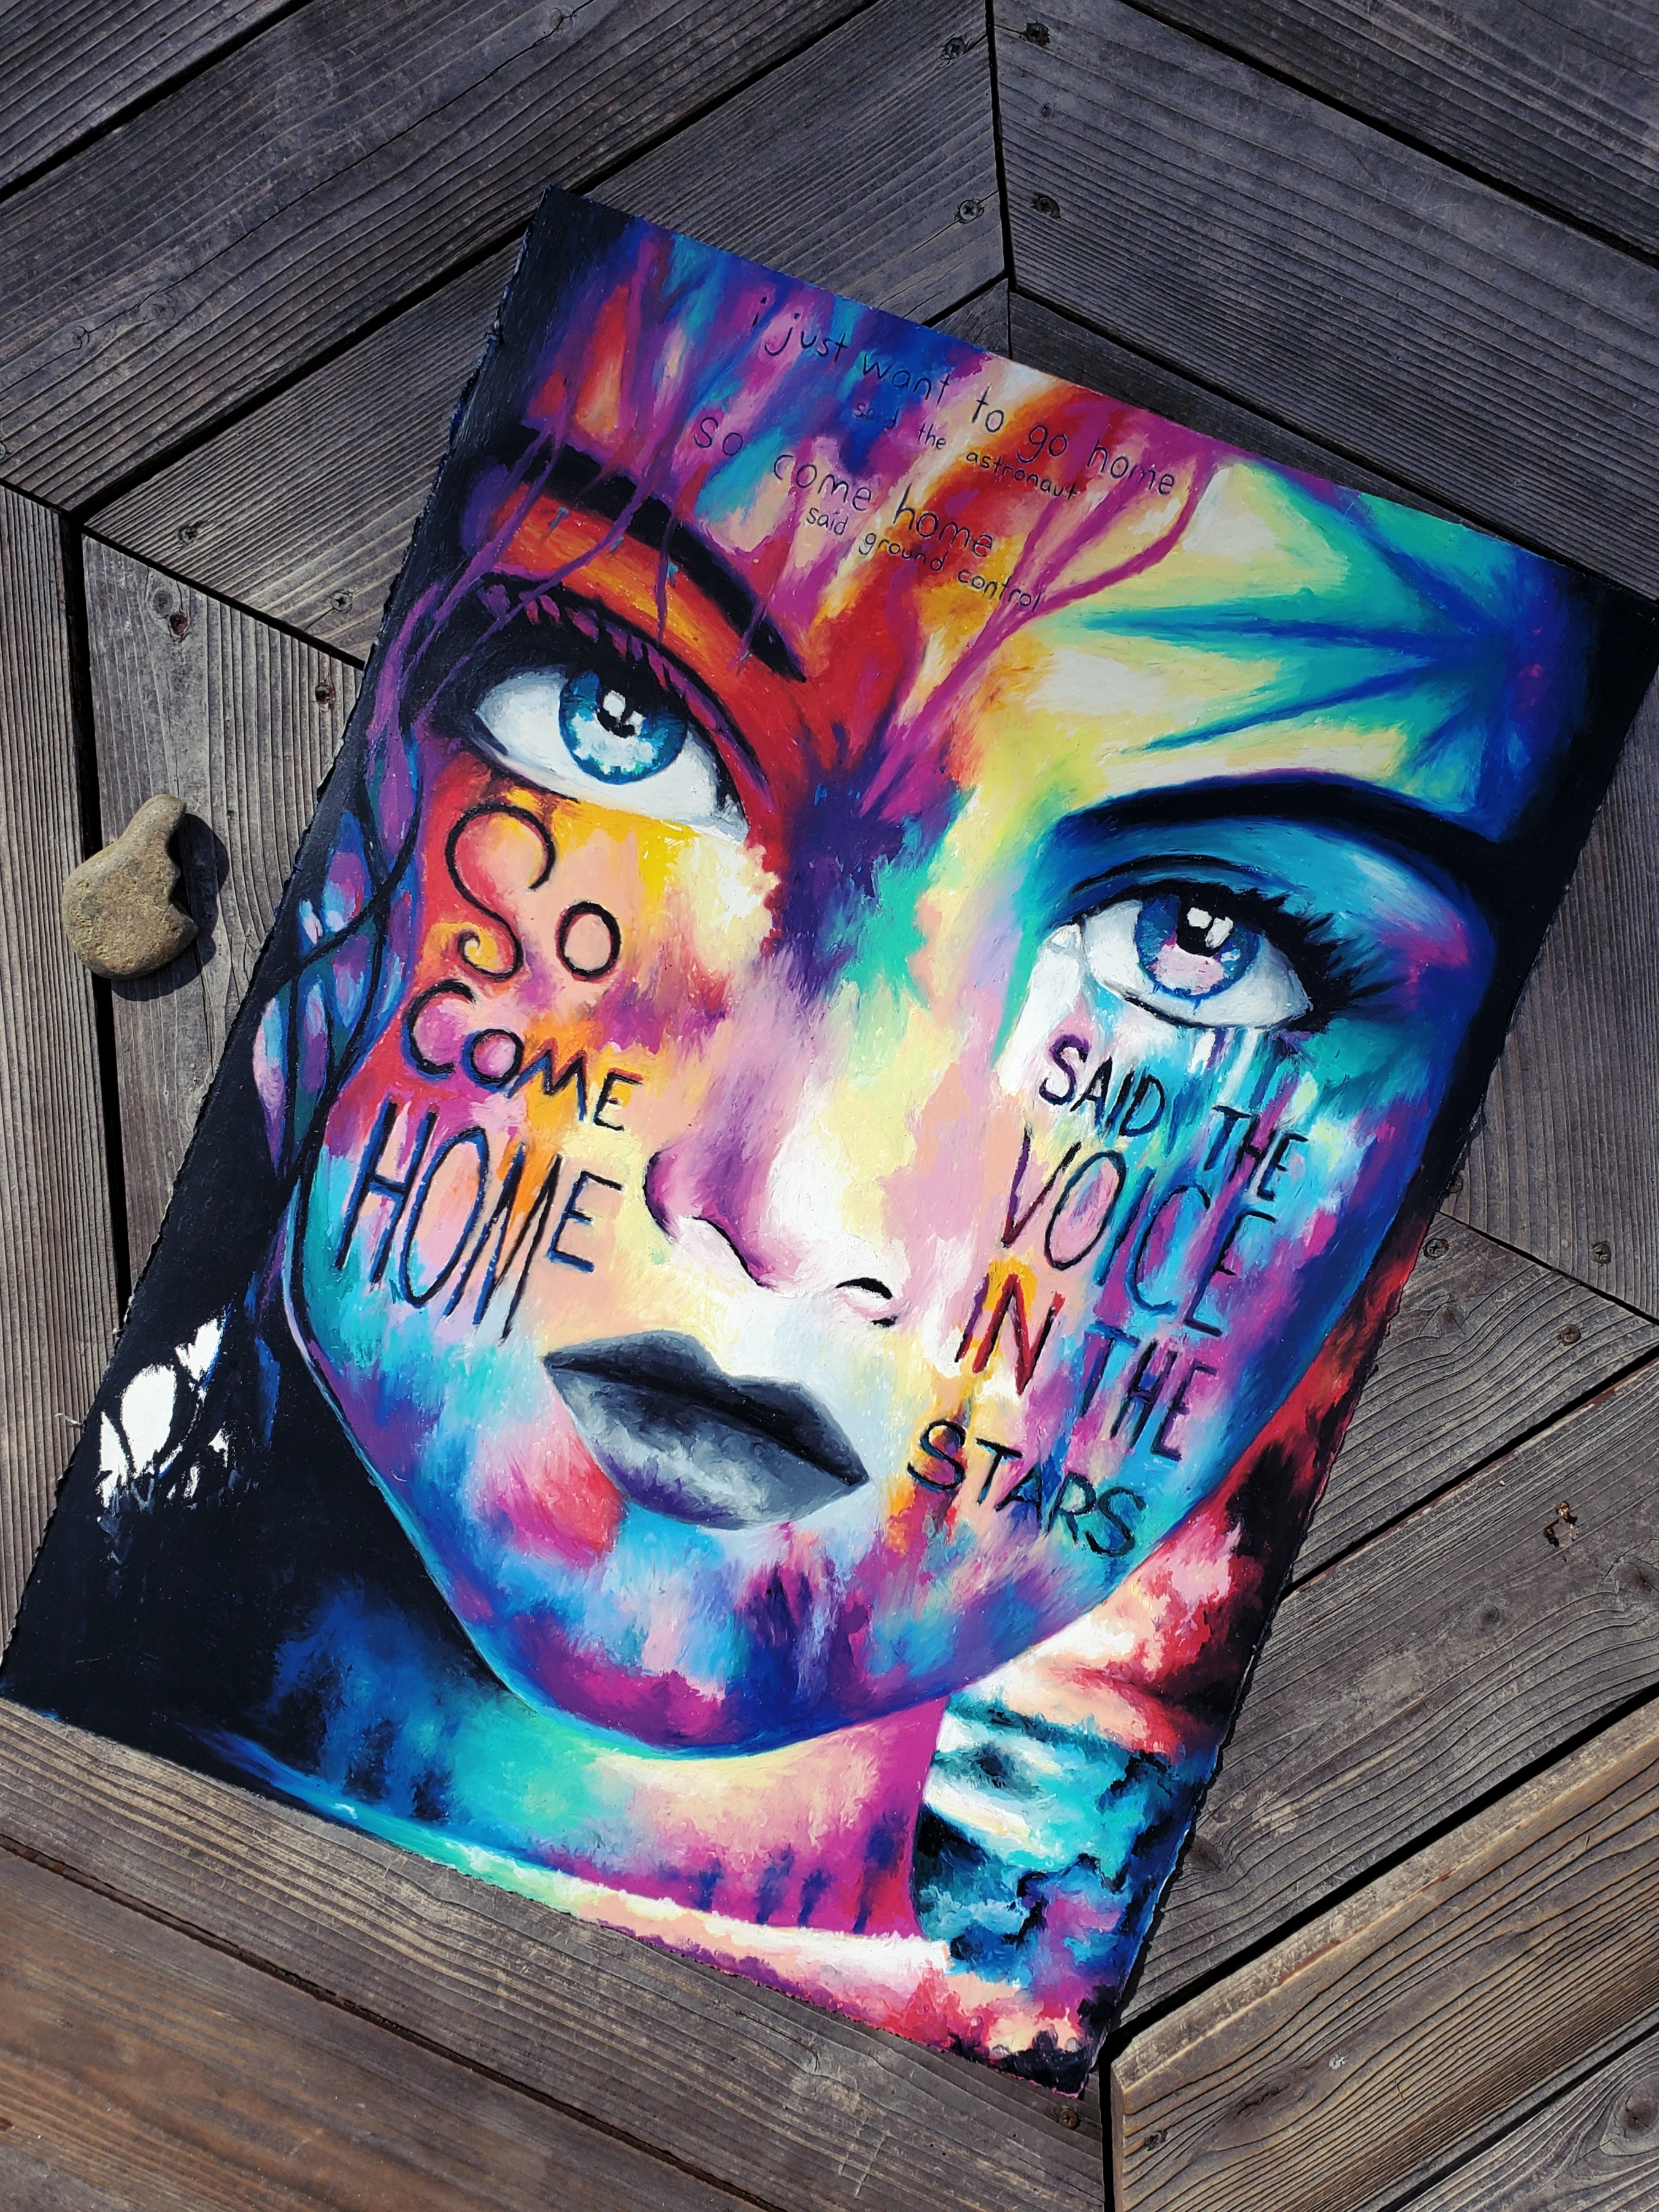 i just want to go home
said the astronaut
so come home
said ground control
So
COME
HOME
SAID THE
VOICE
IN THE
STARS